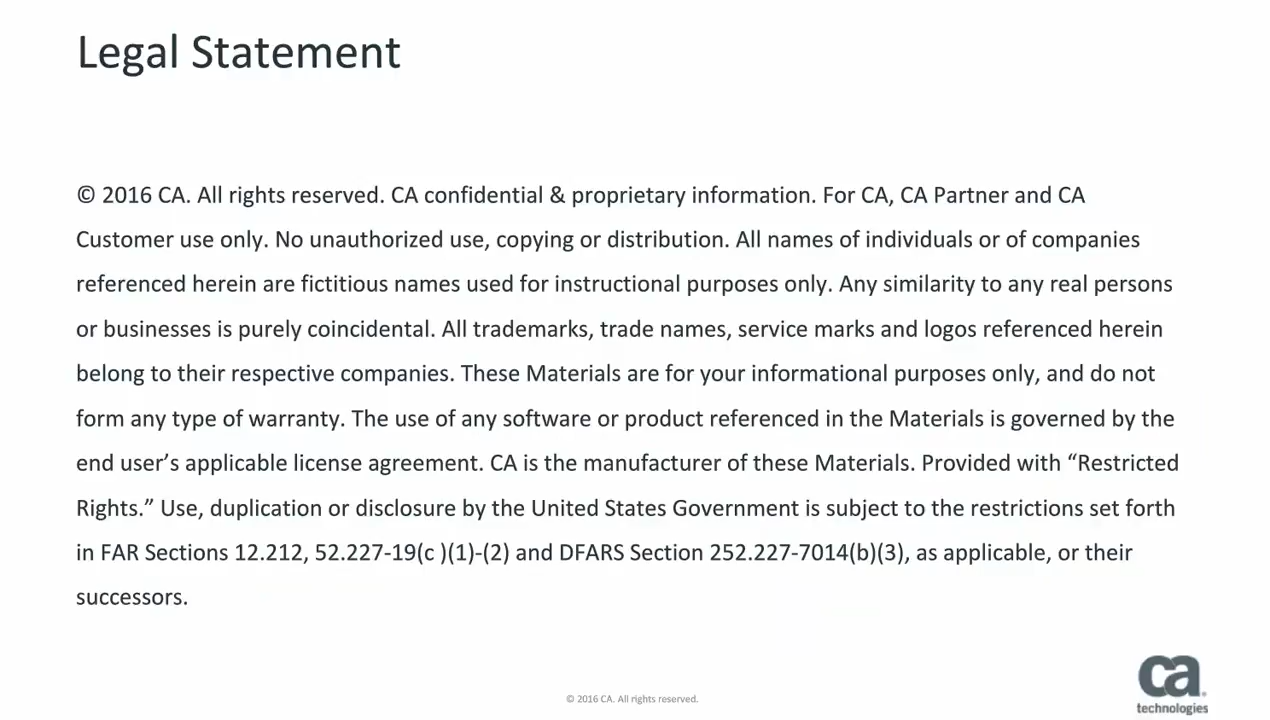 Legal Statement
© 2016 CA. All rights reserved. CA confidential & proprietary information. For CA, CA Partner and CA
Customer use only. No unauthorized use, copying or distribution. All names of individuals or of companies
referenced herein are fictitious names used for instructional purposes only. Any similarity to any real persons
or businesses is purely coincidental. All trademarks, trade names, service marks and logos referenced herein
belong to their respective companies. These Materials are for your informational purposes only, and do not
form any type of warranty. The use of any software or product referenced in the Materials is governed by the
end user’s applicable license agreement. CA is the manufacturer of these Materials. Provided with “Restricted
Rights.” Use, duplication or disclosure by the United States Government is subject to the restrictions set forth
in FAR Sections 12.212, 52.227-19(c )(1)-(2) and DFARS Section 252.227-7014(b)(3), as applicable, or their
successors.
© 2016 CA. All rights reserved.
ca
technologies